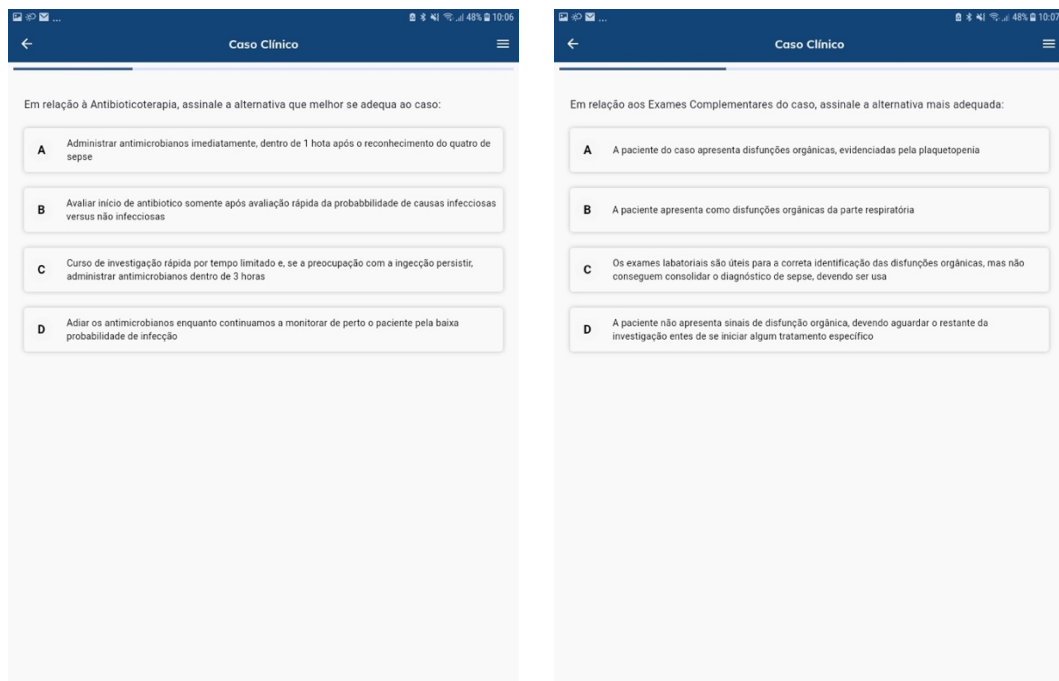 ... 48% 10:06
Caso Clínico
Em relação à Antibioticoterapia, assinale a alternativa que melhor se adequa ao caso:
A Administrar antimicrobianos imediatamente, dentro de 1 hota após o reconhecimento do quatro de
sepse
B Avaliar início de antibiotico somente após avaliação rápida da probabbilidade de causas infecciosas
versus não infecciosas
C Curso de investigação rápida por tempo limitado e, se a preocupação com a ingecção persistir,
administrar antimicrobianos dentro de 3 horas
D Adiar os antimicrobianos enquanto continuamos a monitorar de perto o paciente pela baixa
probabilidade de infecção
... 48% 10:07
Caso Clínico
Em relação aos Exames Complementares do caso, assinale a alternativa mais adequada:
A A paciente do caso apresenta disfunções orgânicas, evidenciadas pela plaquetopenia
B A paciente apresenta como disfunções orgânicas da parte respiratória
C Os exames labatoriais são úteis para a correta identificação das disfunções orgânicas, mas não
conseguem consolidar o diagnóstico de sepse, devendo ser usa
D A paciente não apresenta sinais de disfunção orgânica, devendo aguardar o restante da
investigação entes de se iniciar algum tratamento específico